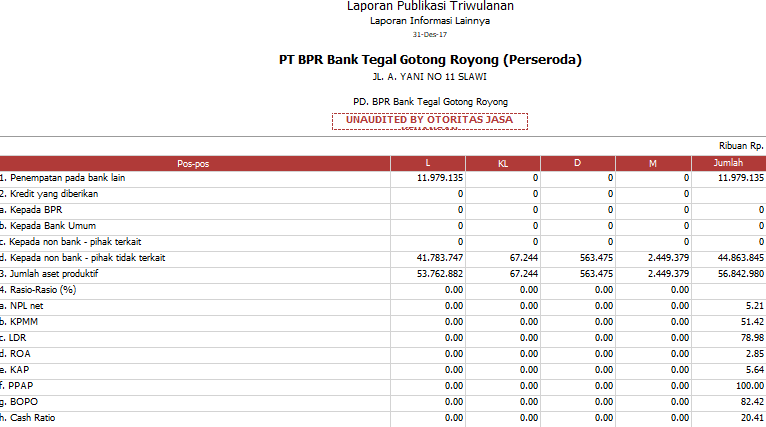 Laporan Publikasi Triwulanan
Laporan Informasi Lainnya
31-Des-17
PT BPR Bank Tegal Gotong Royong (Perseroda)
JL. A. YANI NO 11 SLAWI
PD. BPR Bank Tegal Gotong Royong
UNAUDITED BY OTORITAS JASA
KEUANGAN
Ribuan Rp.
Pos-pos L KL D M Jumlah
1. Penempatan pada bank lain 11.979.135 0 0 0 11.979.135
2. Kredit yang diberikan 0 0 0 0
a. Kepada BPR 0 0 0 0 0
b. Kepada Bank Umum 0 0 0 0 0
c. Kepada non bank - pihak terkait 0 0 0 0 0
d. Kepada non bank - pihak tidak terkait 41.783.747 67.244 563.475 2.449.379 44.863.845
3. Jumlah aset produktif 53.762.882 67.244 563.475 2.449.379 56.842.980
4. Rasio-Rasio (%) 0.00 0.00 0.00 0.00
a. NPL net 0.00 0.00 0.00 0.00 5.21
b. KPMM 0.00 0.00 0.00 0.00 51.42
c. LDR 0.00 0.00 0.00 0.00 78.98
d. ROA 0.00 0.00 0.00 0.00 2.85
e. KAP 0.00 0.00 0.00 0.00 5.64
f. PPAP 0.00 0.00 0.00 0.00 100.00
g. BOPO 0.00 0.00 0.00 0.00 82.42
h. Cash Ratio 0.00 0.00 0.00 0.00 20.41